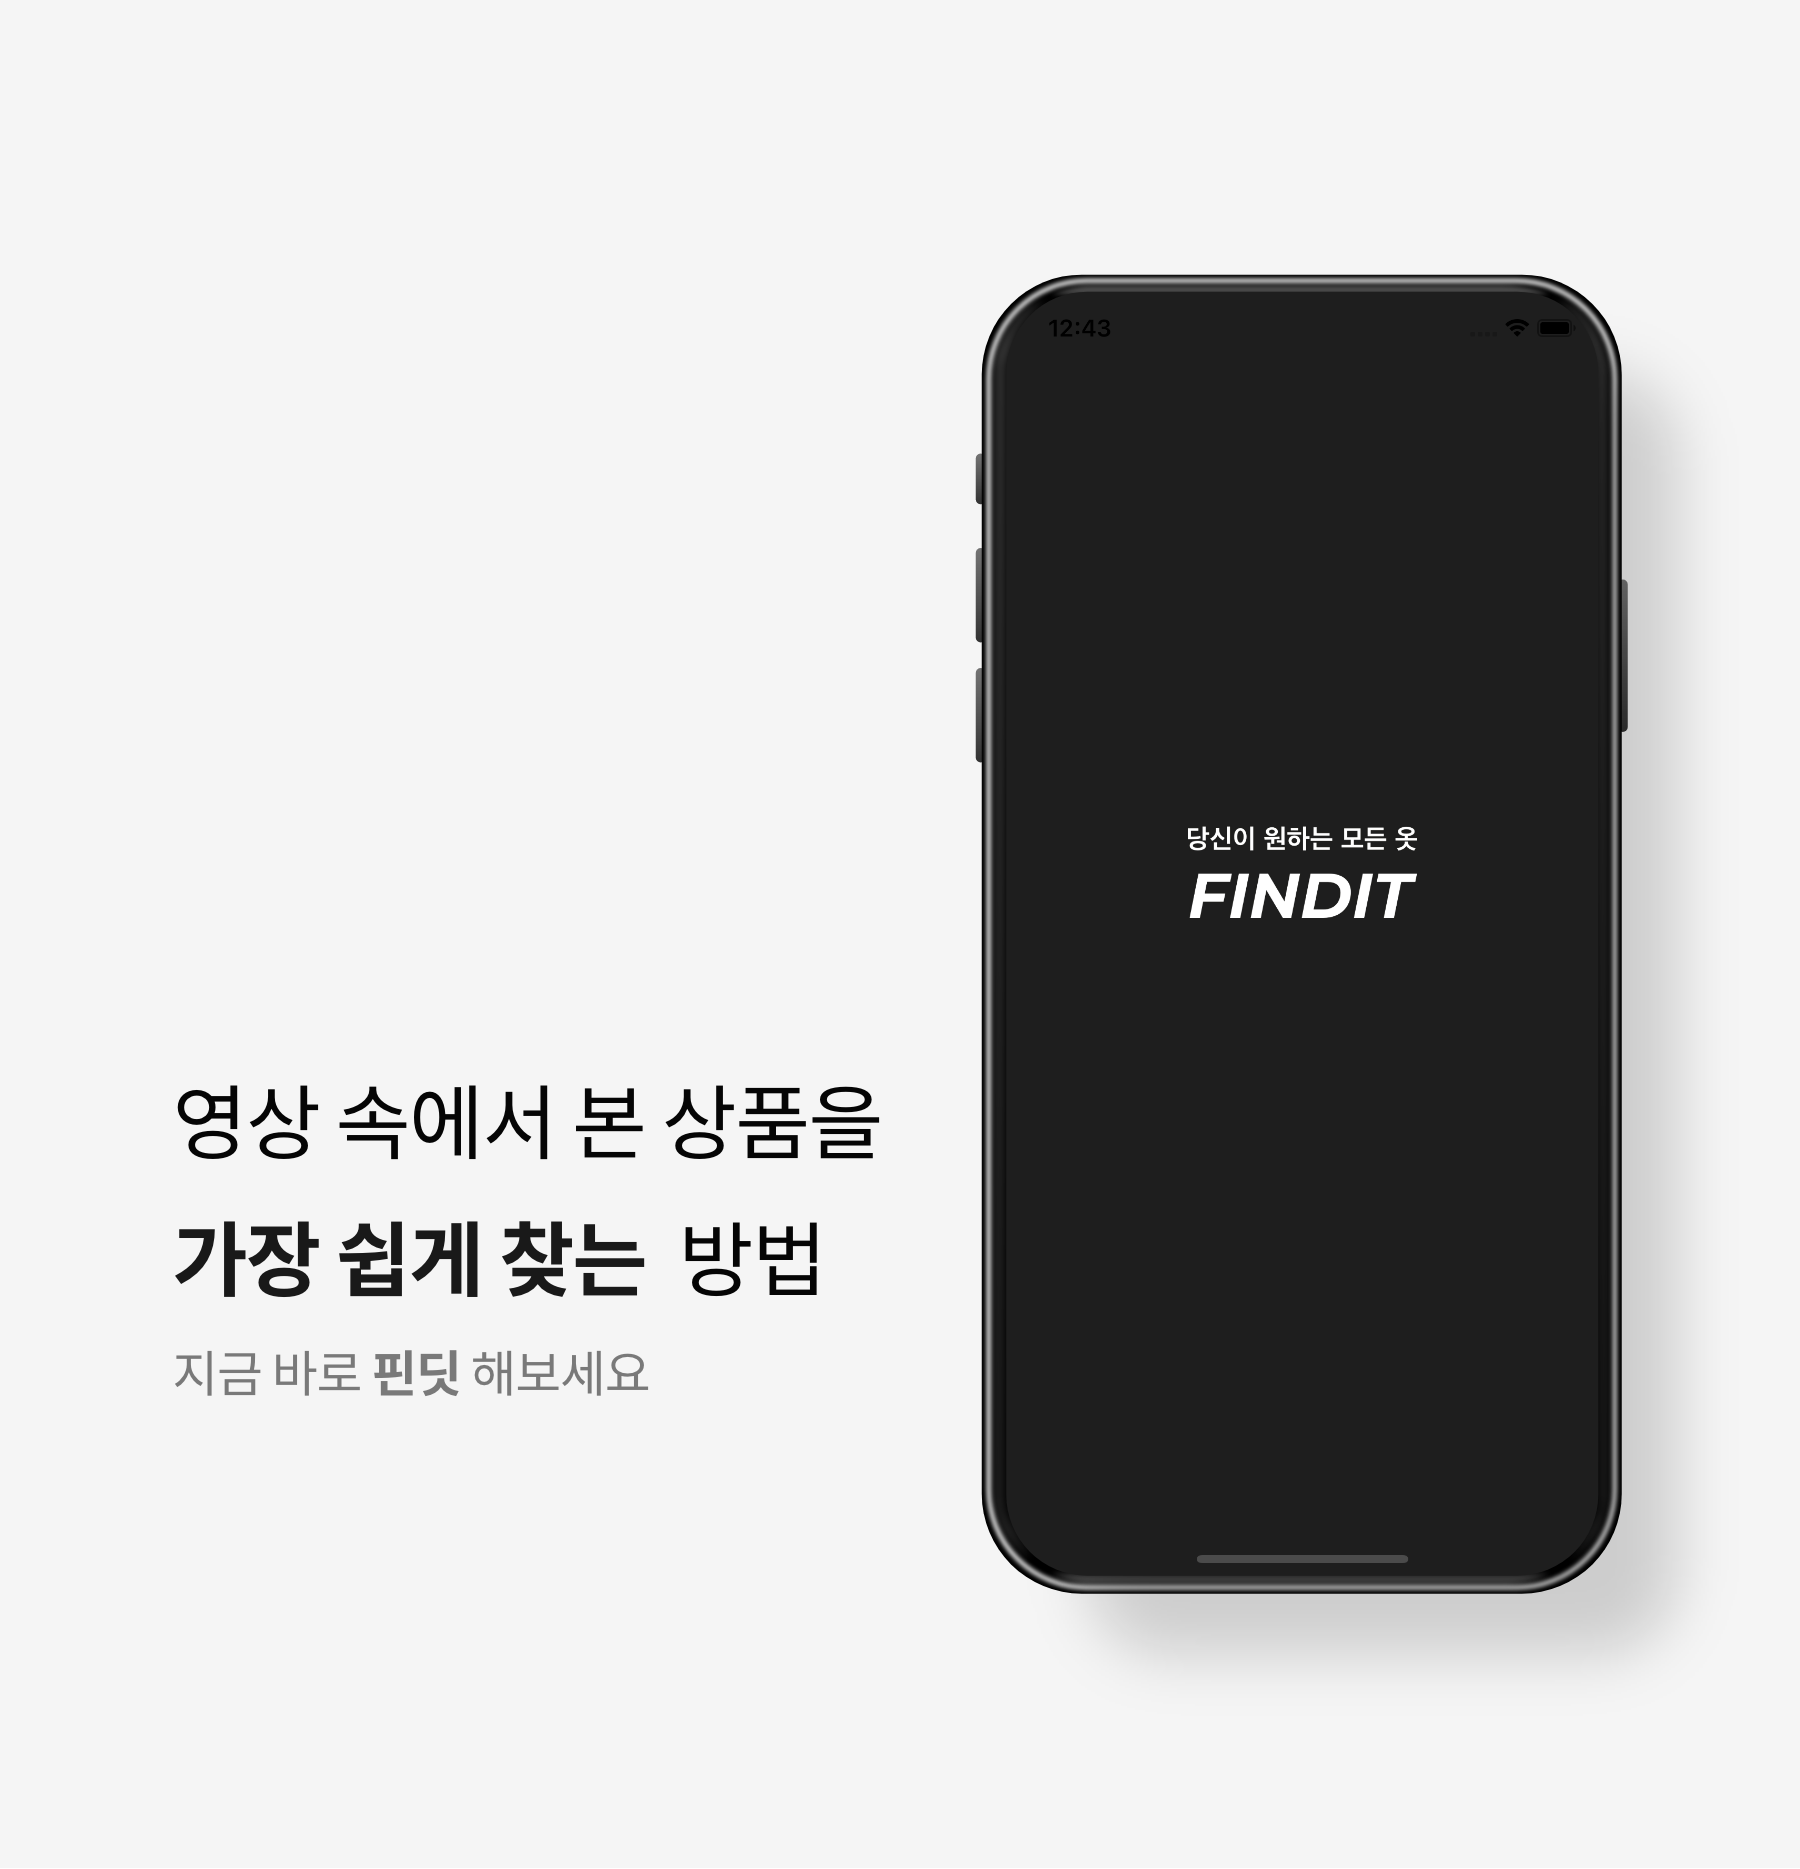 12:43
당신이 원하는 모든 옷
FINDIT
영상 속에서 본 상품을
가장 쉽게 찾는 방법
지금 바로 핀딧 해보세요